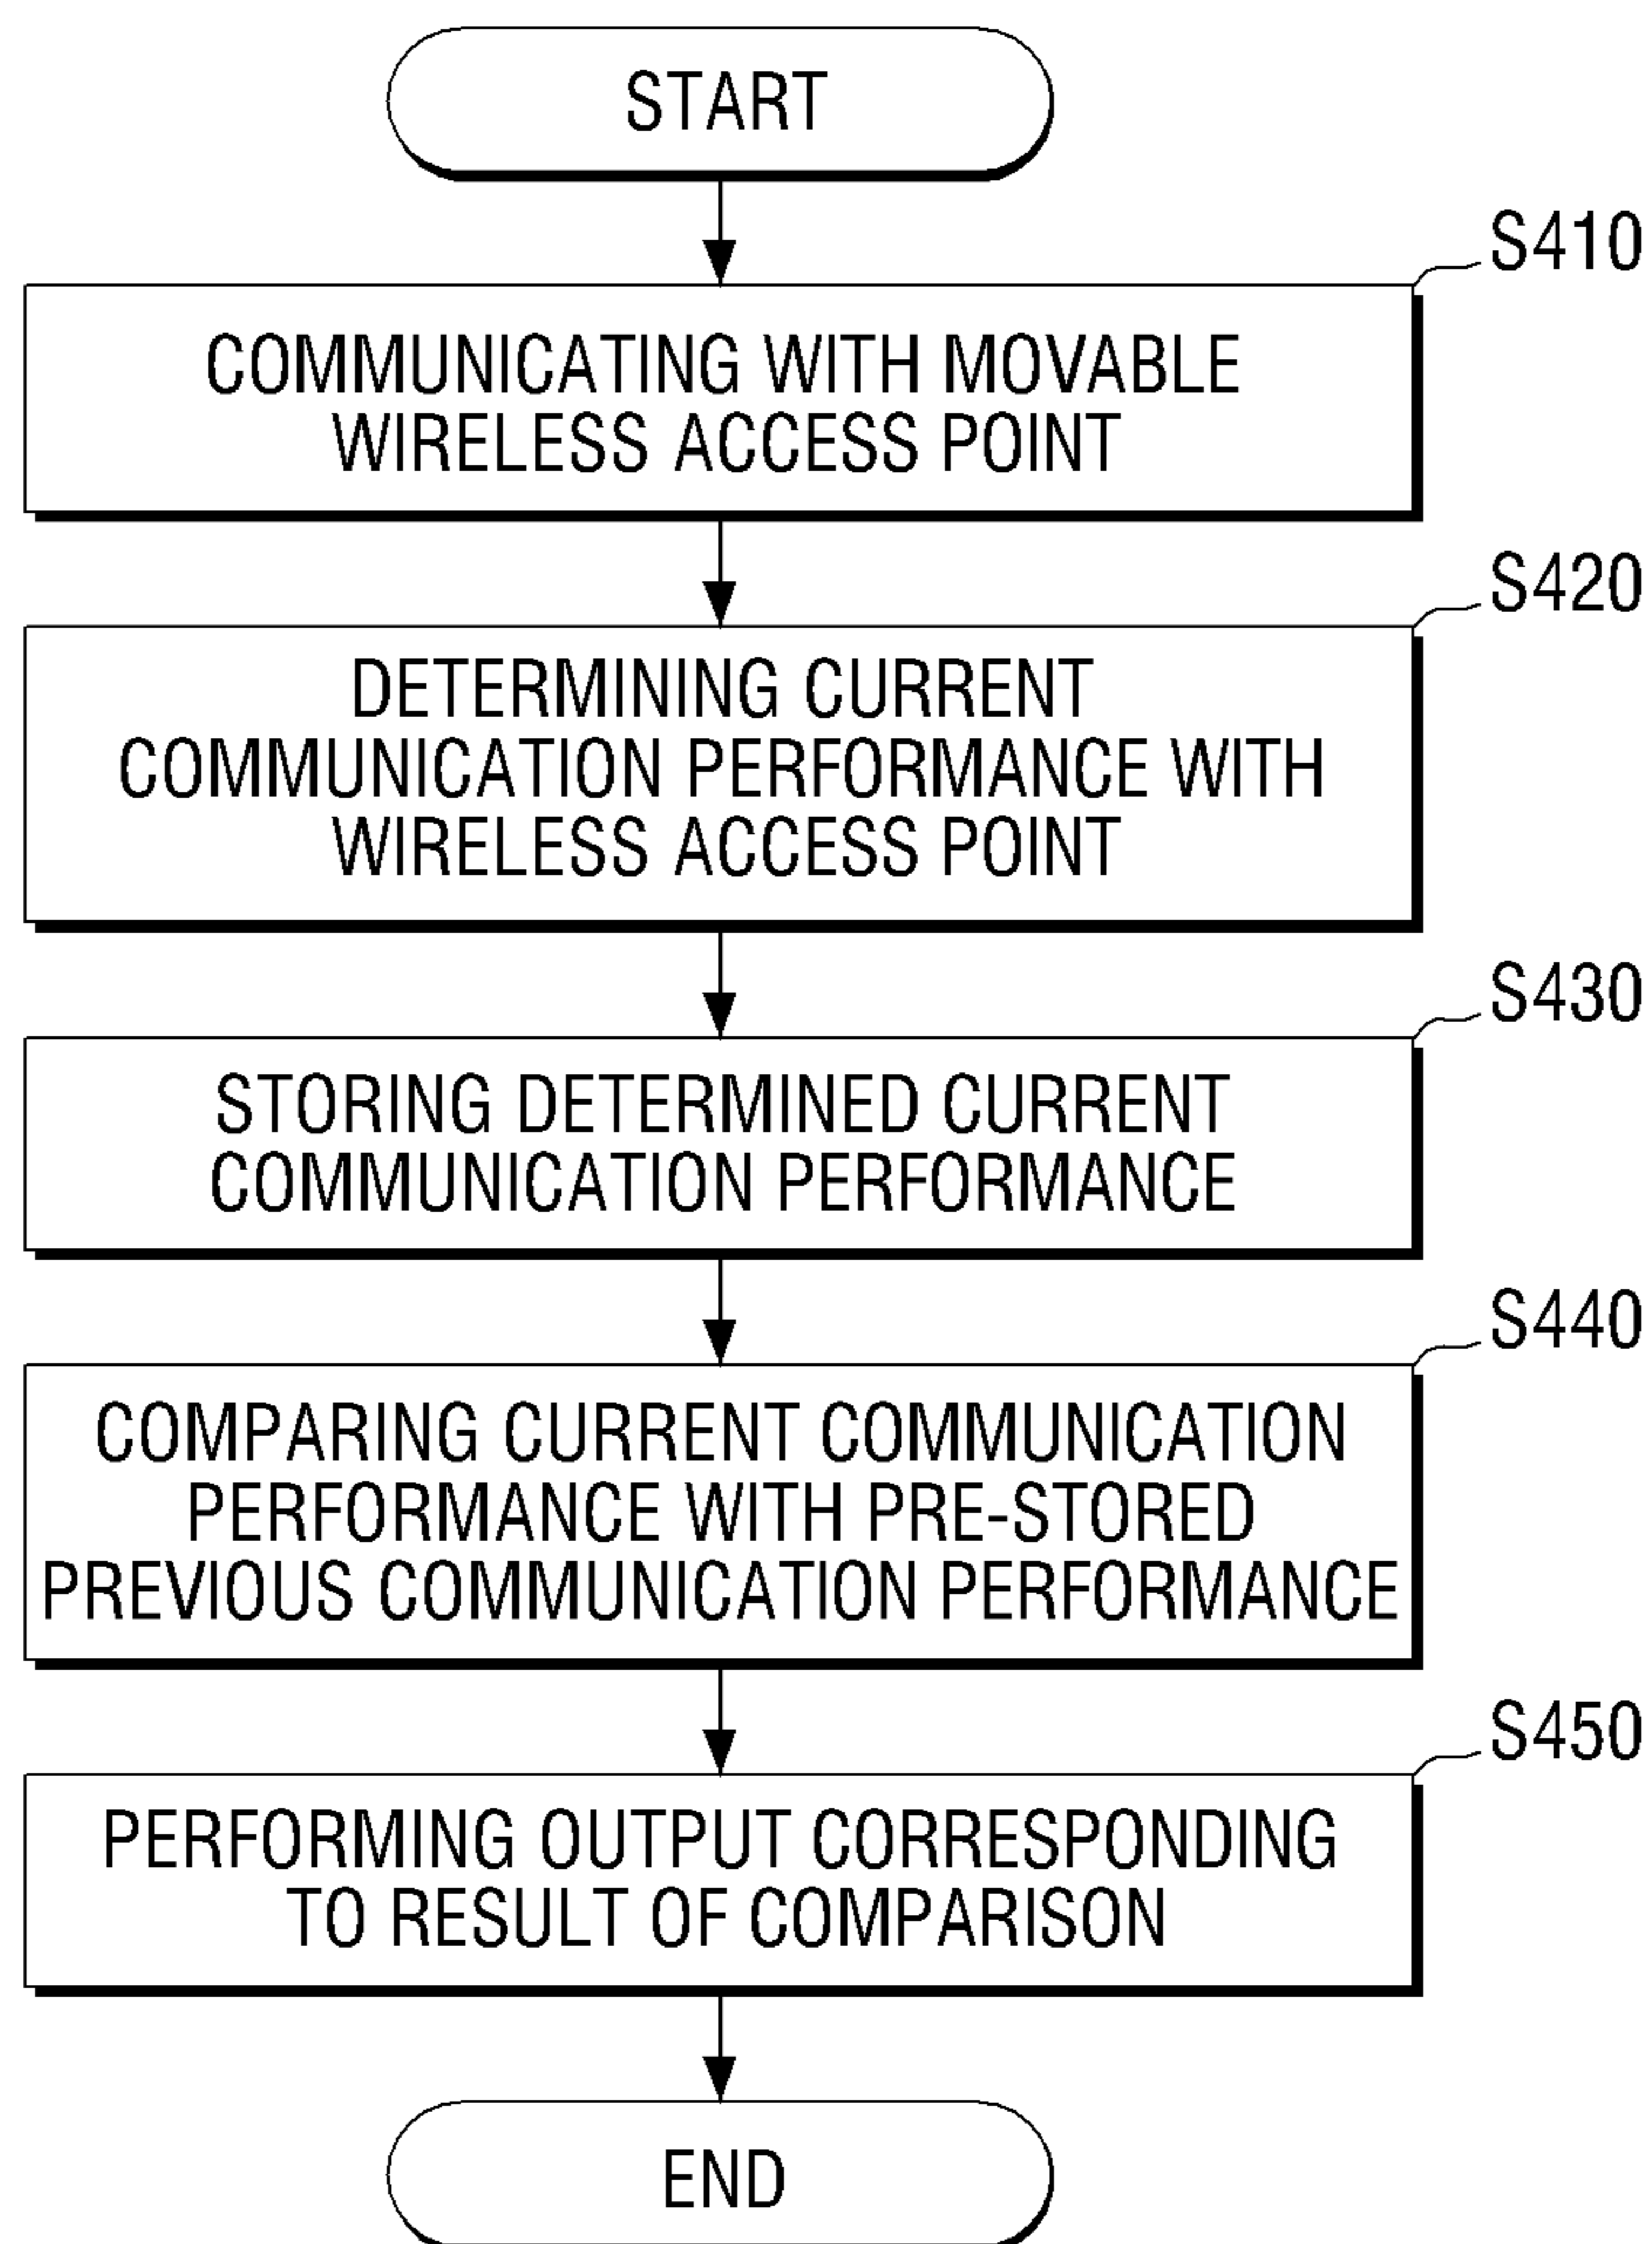 START
S410
COMMUNICATING WITH MOVABLE
WIRELESS ACCESS POINT
S420
DETERMINING CURRENT
COMMUNICATION PERFORMANCE WITH
WIRELESS ACCESS POINT
S430
STORING DETERMINED CURRENT
COMMUNICATION PERFORMANCE
S440
COMPARING CURRENT COMMUNICATION
PERFORMANCE WITH PRE-STORED
PREVIOUS COMMUNICATION PERFORMANCE
S450
PERFORMING OUTPUT CORRESPONDING
TO RESULT OF COMPARISON
END